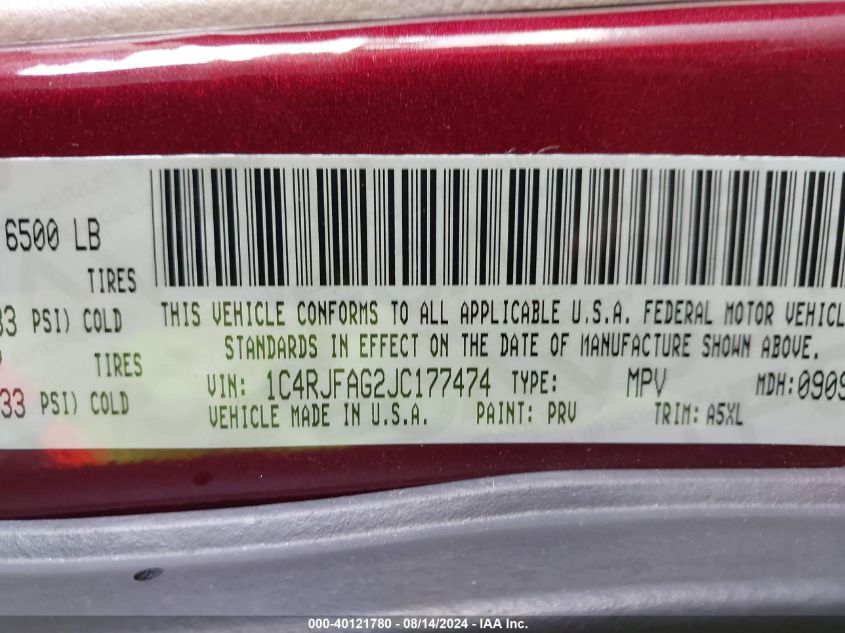 6500 LB
TIRES
33 PSI) COLD
TIRES
33 PSI) COLD
THIS VEHICLE CONFORMS TO ALL APPLICABLE U.S.A. FEDERAL MOTOR VEHICL
STANDARDS IN EFFECT ON THE DATE OF MANUFACTURE SHOWN ABOVE.
VIN: 1C4RJFAG2JC177474 TYPE: MPV MDH: 0909
VEHICLE MADE IN U.S.A. PAINT: PRV TRIM: A5XL
000-40121780 - 08/14/2024 - IAA Inc.